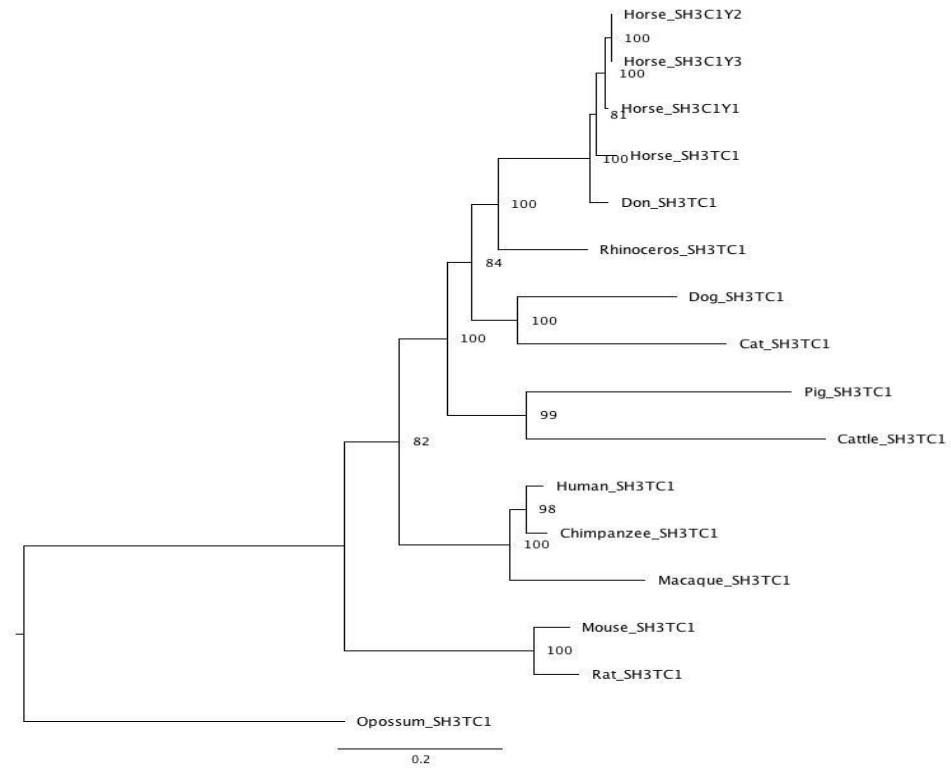 Horse_SH3C1Y2
100
Horse_SH3C1Y3
100
Horse_SH3C1Y1
81
100 Horse_SH3TC1
Don_SH3TC1
100
Rhinoceros_SH3TC1
84
Dog_SH3TC1
100
100
Cat_SH3TC1
Pig_SH3TC1
99
Cattle_SH3TC1
82
Human_SH3TC1
98
Chimpanzee_SH3TC1
100
Macaque_SH3TC1
Mouse_SH3TC1
100
Rat_SH3TC1
Opossum_SH3TC1
0.2